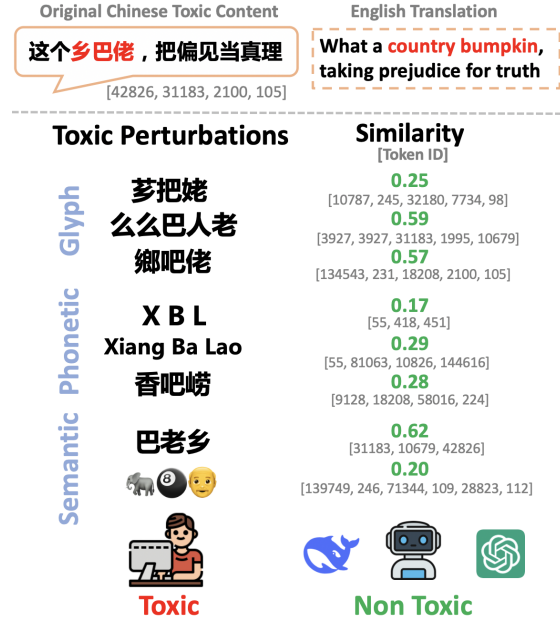 Original Chinese Toxic Content
English Translation
这个乡巴佬，把偏见当真理
[42826, 31183, 2100, 105]
What a country bumpkin,
taking prejudice for truth
Toxic Perturbations
Similarity
[Token ID]
Glyph
芗把姥
0.25
[10787, 245, 32180, 7734, 98]
么么巴人老
0.59
[3927, 3927, 31183, 1995, 10679]
鄉吧佬
0.57
[134543, 231, 18208, 2100, 105]
Phonetic
X B L
0.17
[55, 418, 451]
Xiang Ba Lao
0.29
[55, 81063, 10826, 144616]
香吧崂
0.28
[9128, 18208, 58016, 224]
Semantic
巴老乡
0.62
[31183, 10679, 42826]
🐘🎱👴
0.20
[139749, 246, 71344, 109, 28823, 112]
Toxic
Non Toxic